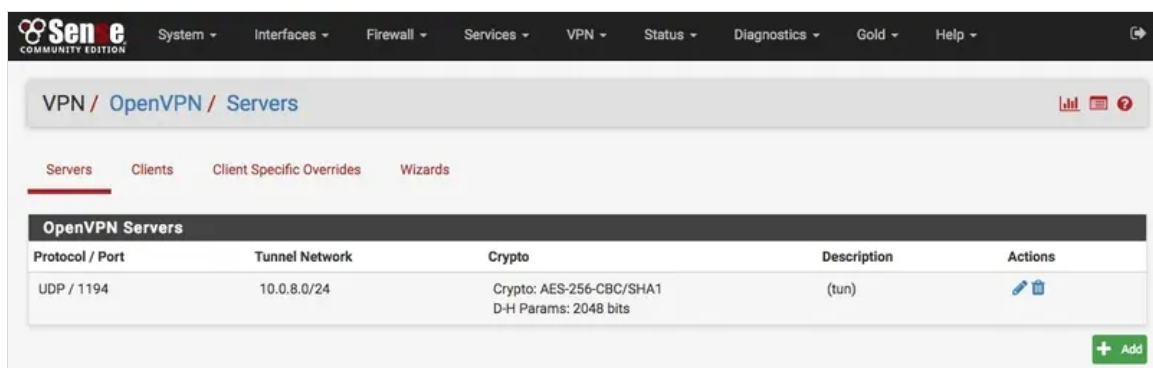 Sense
COMMUNITY EDITION
System Interfaces Firewall Services VPN Status Diagnostics Gold Help
VPN / OpenVPN / Servers
Servers Clients Client Specific Overrides Wizards
OpenVPN Servers
Protocol / Port Tunnel Network Crypto Description Actions
UDP / 1194 10.0.8.0/24 Crypto: AES-256-CBC/SHA1 (tun)
D-H Params: 2048 bits
+ Add